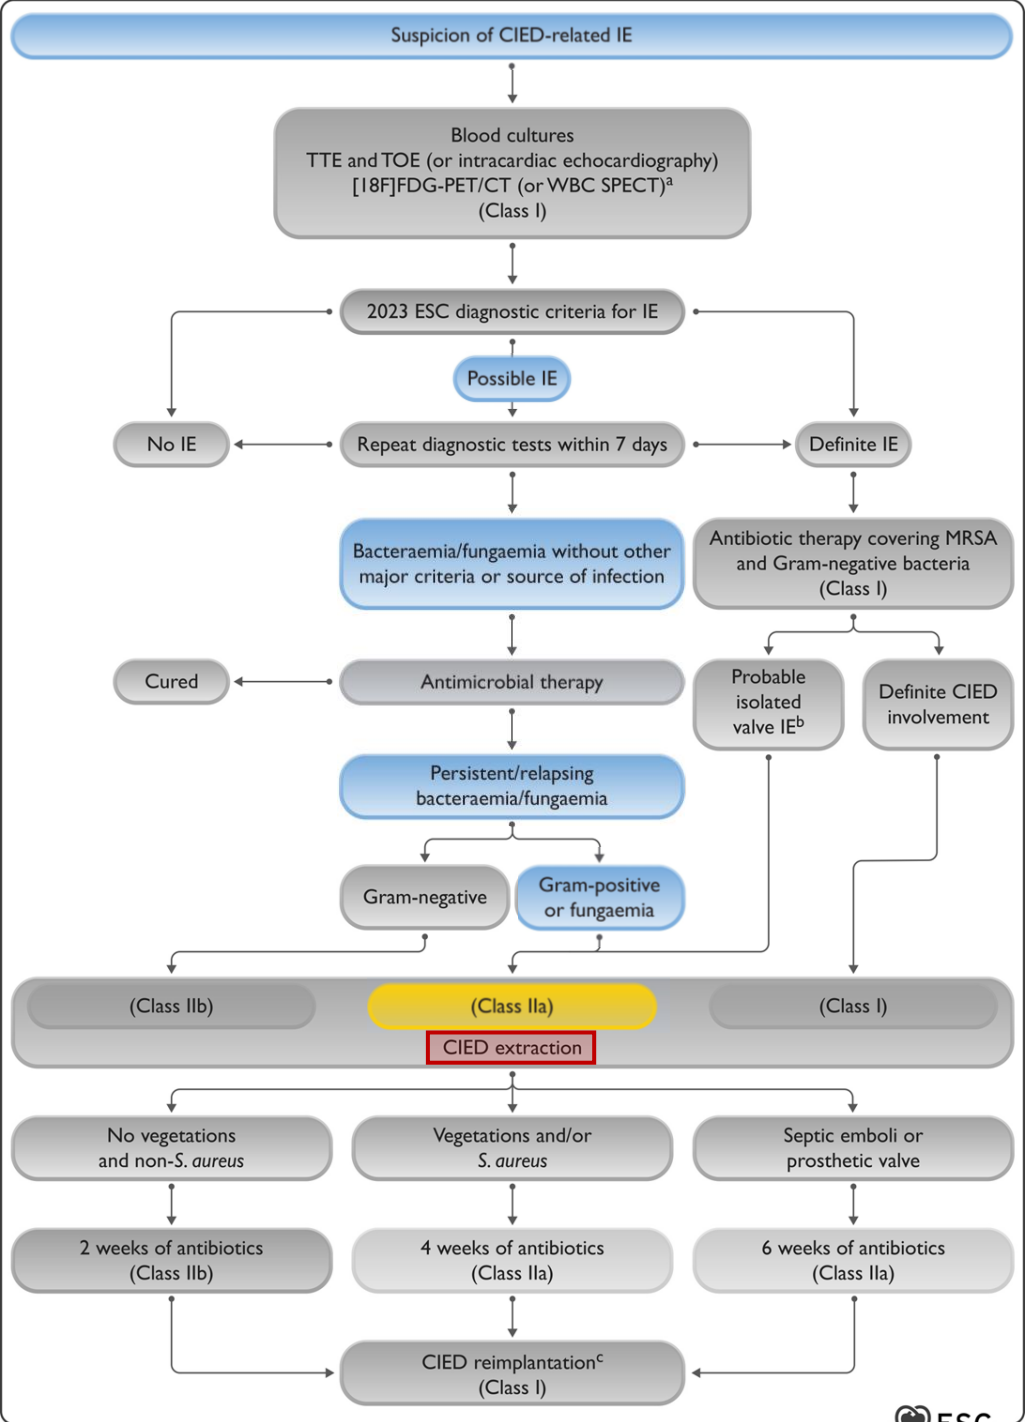 Suspicion of CIED-related IE
Blood cultures
TTE and TOE (or intracardiac echocardiography)
[18F]FDG-PET/CT (or WBC SPECT)a
(Class I)
2023 ESC diagnostic criteria for IE
Possible IE
No IE
Repeat diagnostic tests within 7 days
Definite IE
Bacteraemia/fungaemia without other
major criteria or source of infection
Antibiotic therapy covering MRSA
and Gram-negative bacteria
(Class I)
Cured
Antimicrobial therapy
Probable
isolated
valve IEb
Definite CIED
involvement
Persistent/relapsing
bacteraemia/fungaemia
Gram-negative
Gram-positive
or fungaemia
(Class IIb)
(Class IIa)
(Class I)
CIED extraction
No vegetations
and non-S. aureus
Vegetations and/or
S. aureus
Septic emboli or
prosthetic valve
2 weeks of antibiotics
(Class IIb)
4 weeks of antibiotics
(Class IIa)
6 weeks of antibiotics
(Class IIa)
CIED reimplantationc
(Class I)
ESC